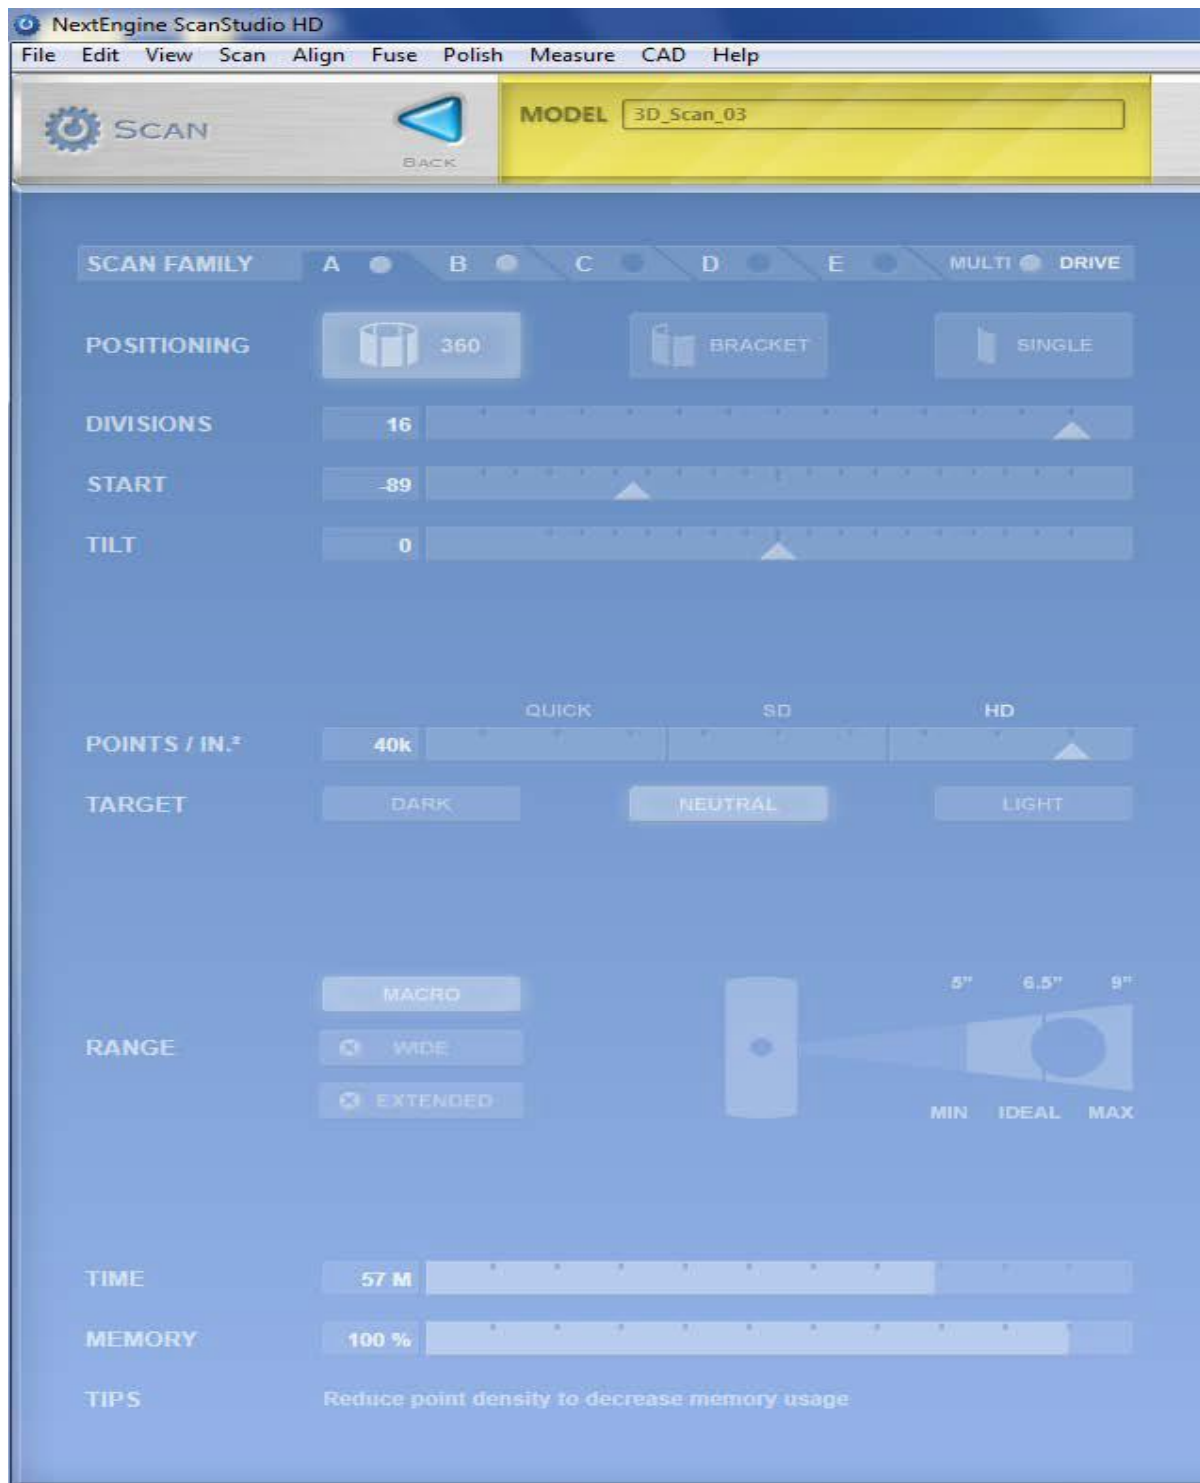 NextEngine ScanStudio HD
File Edit View Scan Align Fuse Polish Measure CAD Help
SCAN
BACK
MODEL 3D_Scan_03
SCAN FAMILY A B C D E MULTI DRIVE
POSITIONING 360 BRACKET SINGLE
DIVISIONS 16
START -89
TILT 0
QUICK SD HD
POINTS / IN.² 40k
TARGET DARK NEUTRAL LIGHT
5" 6.5" 9"
MACRO
RANGE WIDE
EXTENDED
MIN IDEAL MAX
TIME 57 M
MEMORY 100 %
TIPS Reduce point density to decrease memory usage